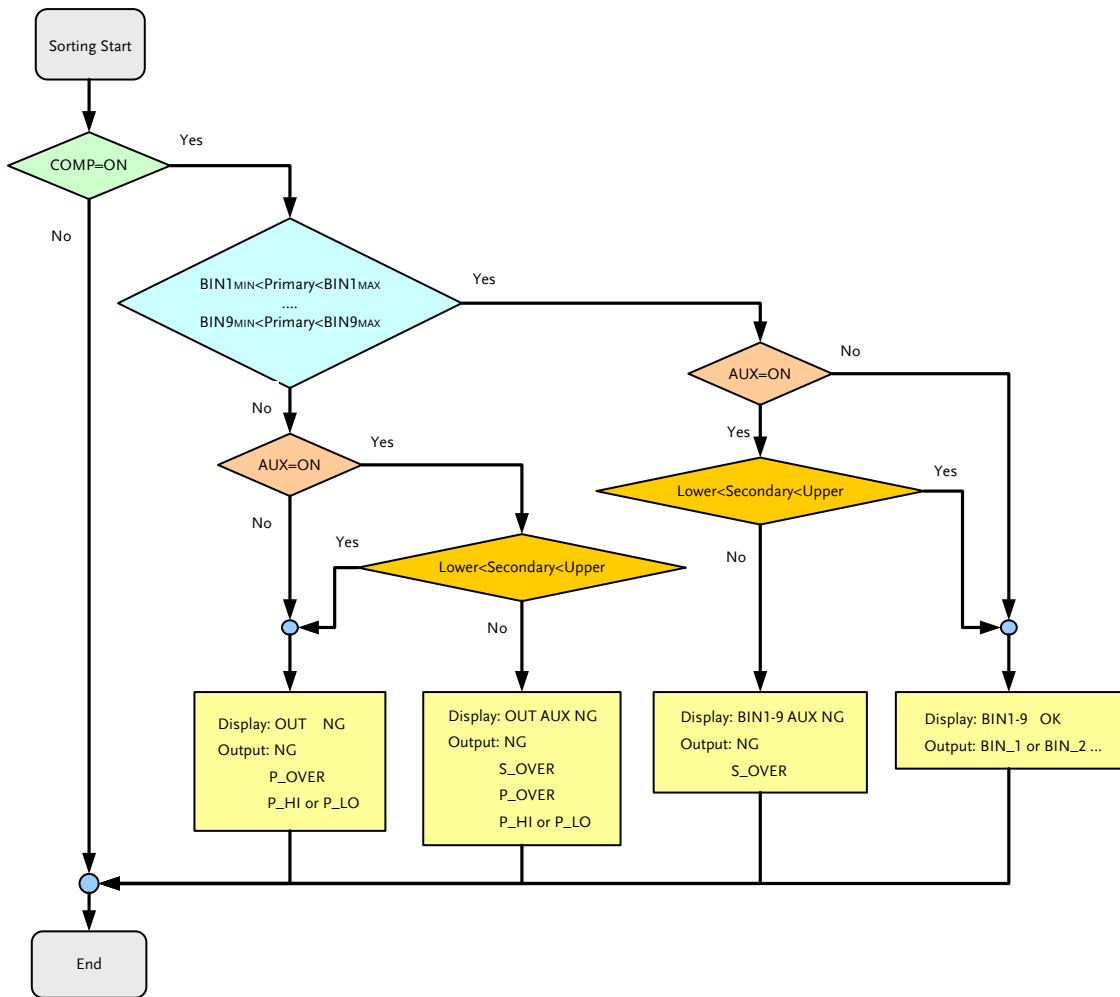 Sorting Start
Yes
COMP=ON
No
BIN1MIN<Primary<BIN1MAX
....
BIN9MIN<Primary<BIN9MAX
Yes
No
AUX=ON
No
Yes
AUX=ON
Yes
No
Yes
Lower<Secondary<Upper
Yes
No
Lower<Secondary<Upper
No
Display: OUT NG
Output: NG
P_OVER
P_HI or P_LO
Display: OUT AUX NG
Output: NG
S_OVER
P_OVER
P_HI or P_LO
Display: BIN1-9 AUX NG
Output: NG
S_OVER
Display: BIN1-9 OK
Output: BIN_1 or BIN_2 ...
End